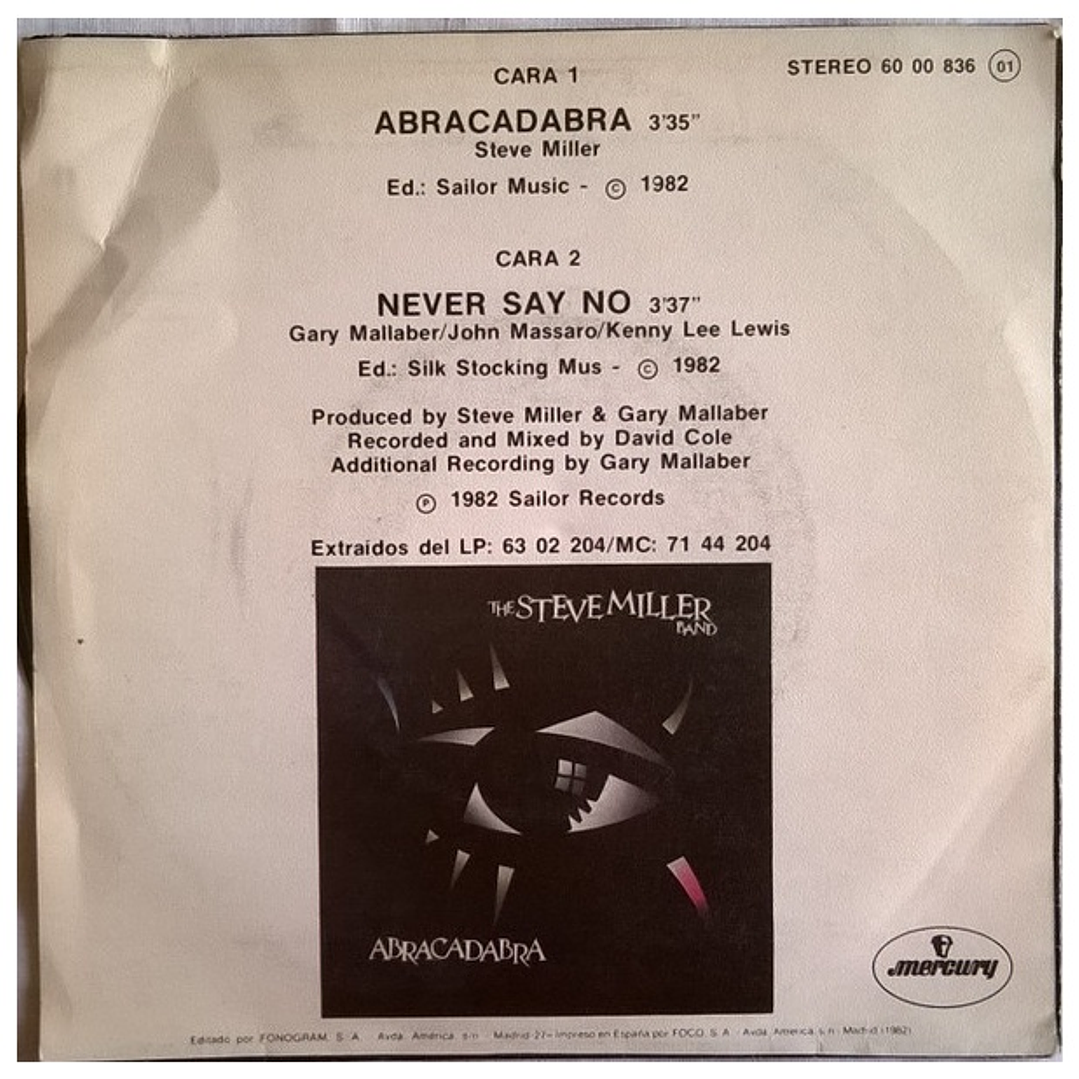 STEREO 60 00 836 01
CARA 1
ABRACADABRA 3'35"
Steve Miller
Ed.: Sailor Music - © 1982
CARA 2
NEVER SAY NO 3'37"
Gary Mallaber/John Massaro/Kenny Lee Lewis
Ed.: Silk Stocking Mus - © 1982
Produced by Steve Miller & Gary Mallaber
Recorded and Mixed by David Cole
Additional Recording by Gary Mallaber
℗ 1982 Sailor Records
Extraídos del LP: 63 02 204/MC: 71 44 204
THE STEVE MILLER
BAND
ABRACADABRA
mercury
Editado por FONOGRAM, S. A. - Avda. América, s/n - Madrid-27 - Impreso en España por FOCO, S. A. - Avda. América, s/n - Madrid (1982)